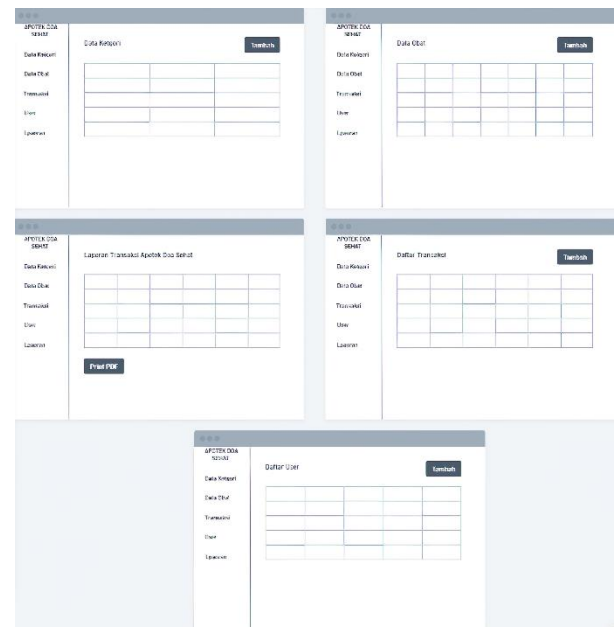 APOTEK DOA
SEHAT
Data Kategori
Data Obat
Transaksi
User
Laporan
Data Kategori
Tambah
APOTEK DOA
SEHAT
Data Kategori
Data Obat
Transaksi
User
Laporan
Data Obat
Tambah
APOTEK DOA
SEHAT
Data Kategori
Data Obat
Transaksi
User
Laporan
Laporan Transaksi Apotek Doa Sehat
Print PDF
APOTEK DOA
SEHAT
Data Kategori
Data Obat
Transaksi
User
Laporan
Daftar Transaksi
Tambah
APOTEK DOA
SEHAT
Data Kategori
Data Obat
Transaksi
User
Laporan
Daftar User
Tambah